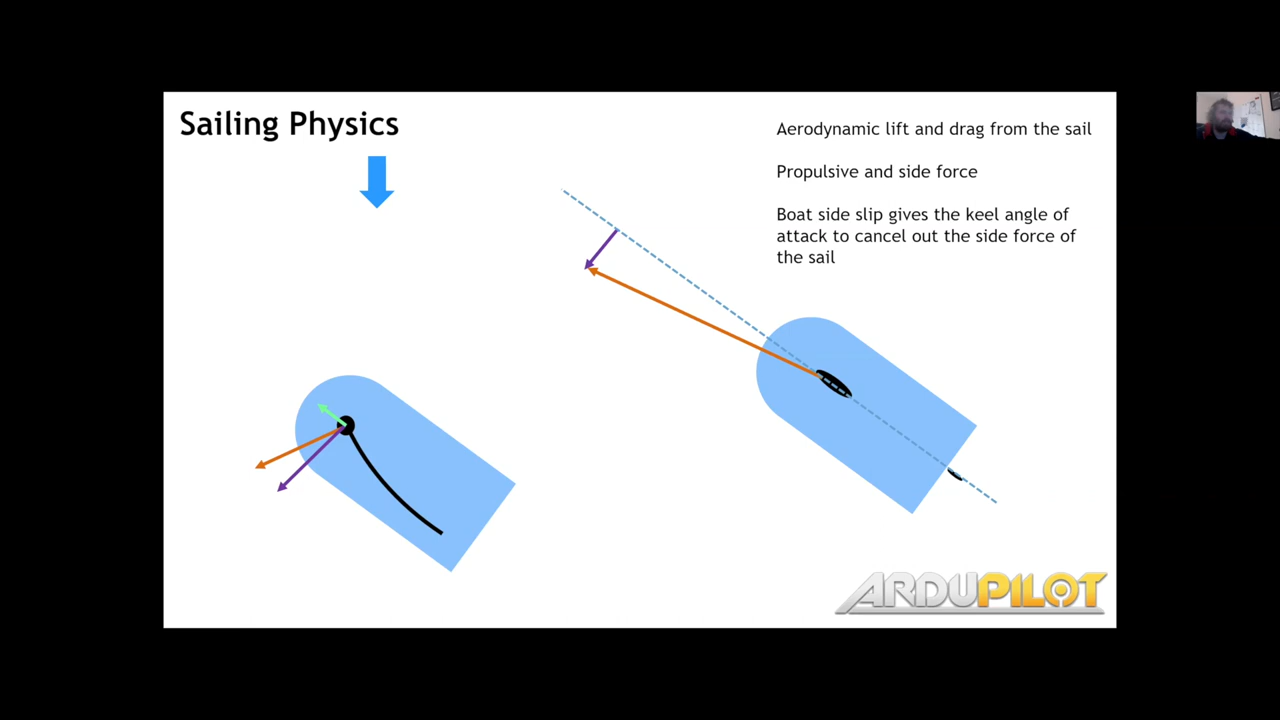 Sailing Physics
Aerodynamic lift and drag from the sail
Propulsive and side force
Boat side slip gives the keel angle of
attack to cancel out the side force of
the sail
ARDUPILOT